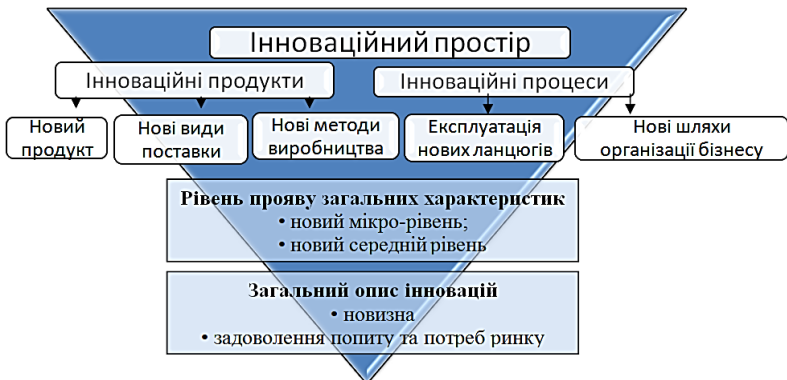 Інноваційний простір
Інноваційні продукти
Інноваційні процеси
Новий
продукт
Нові види
поставки
Нові методи
виробництва
Експлуатація
нових ланцюгів
Нові шляхи
організації бізнесу
Рівень прояву загальних характеристик
• новий мікро-рівень;
• новий середній рівень
Загальний опис інновацій
• новизна
• задоволення попиту та потреб ринку